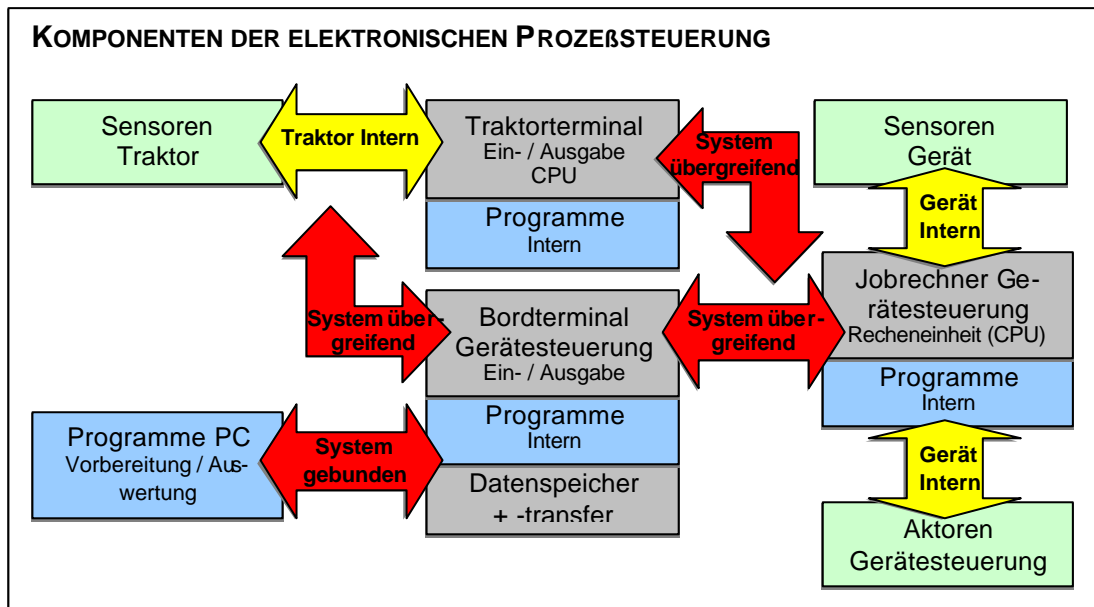 KOMPONENTEN DER ELEKTRONISCHEN PROZEßSTEUERUNG
Sensoren
Traktor
Traktor Intern
Traktorterminal
Ein- / Ausgabe
CPU
Programme
Intern
System
übergreifend
Sensoren
Gerät
Gerät
Intern
Jobrechner Ge-
rätesteuerung
Recheneinheit (CPU)
Programme
Intern
System über-
greifend
Bordterminal
Gerätesteuerung
Ein- / Ausgabe
Programme
Intern
Datenspeicher
+ -transfer
System über-
greifend
Programme PC
Vorbereitung / Aus-
wertung
System
gebunden
Gerät
Intern
Aktoren
Gerätesteuerung